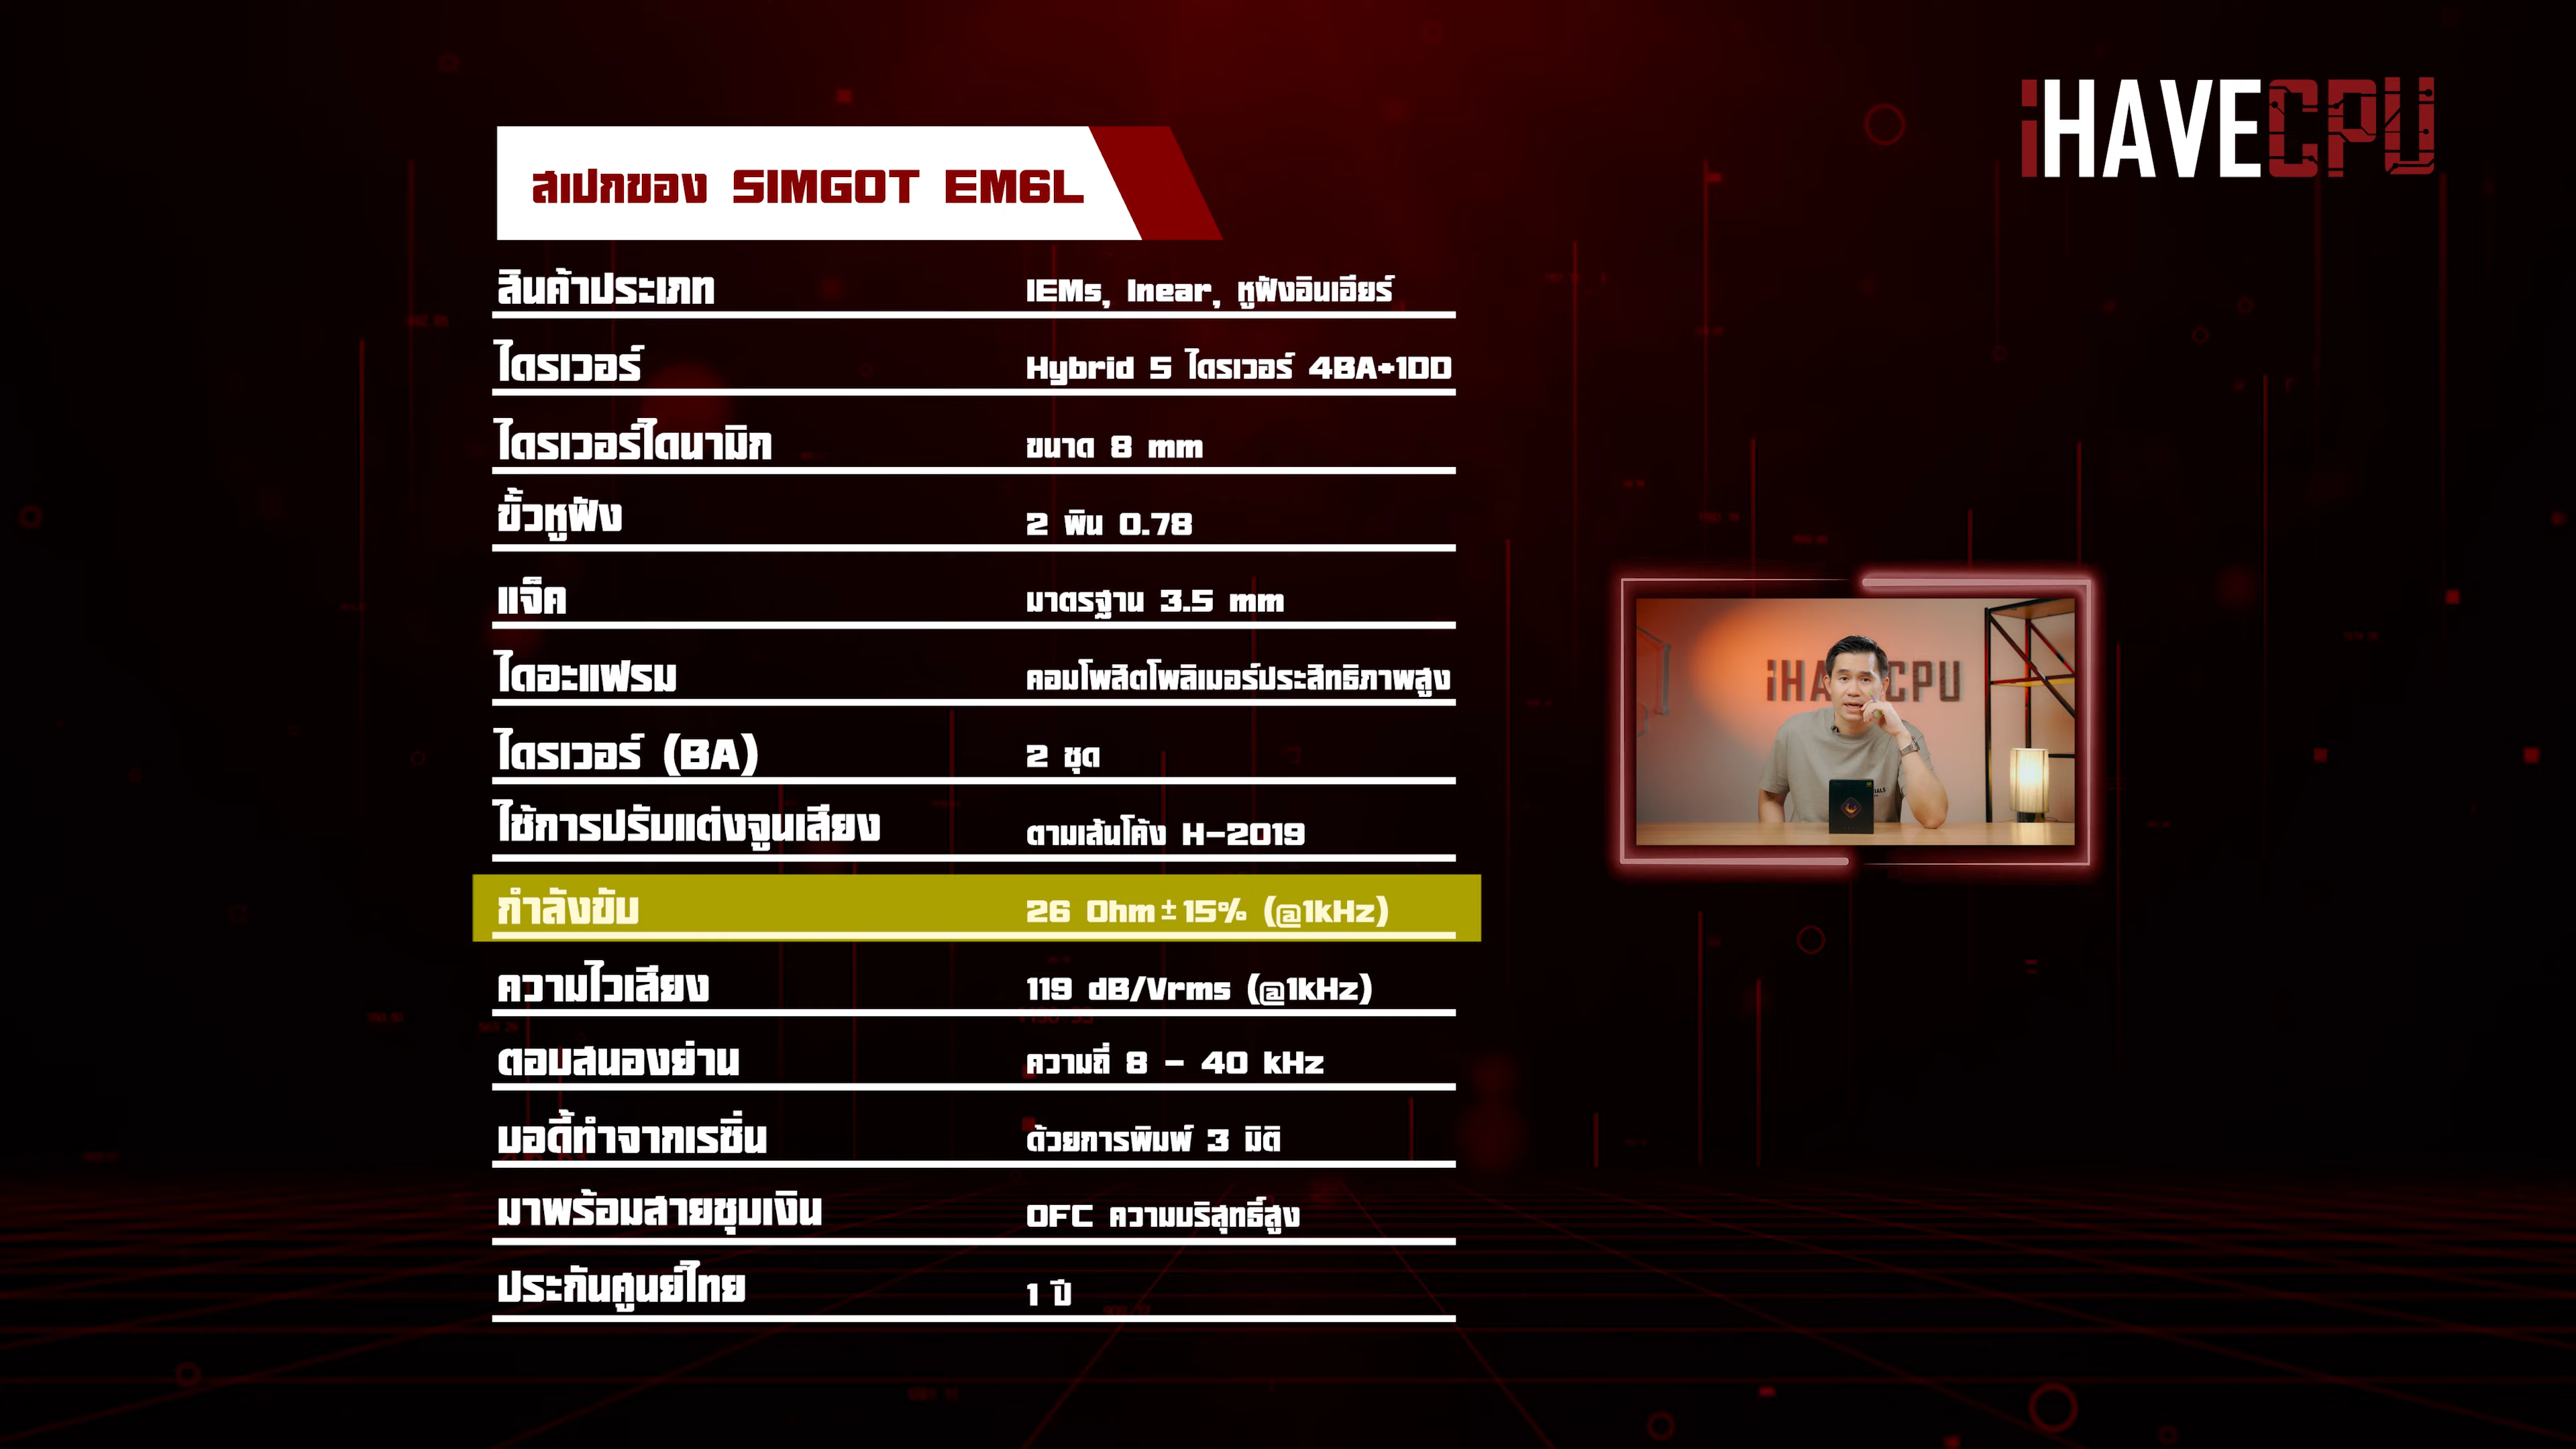 iHAVECPU
สเปกของ SIMGOT EM6L
สินค้าประเภท IEMs, Inear, หูฟังอินเอียร์
ไดรเวอร์ Hybrid 5 ไดรเวอร์ 4BA+1DD
ไดรเวอร์ไดนามิก ขนาด 8 mm
ขั้วหูฟัง 2 พิน 0.78
แจ็ค มาตรฐาน 3.5 mm
ไดอะแฟรม คอมโพสิตโพลิเมอร์ประสิทธิภาพสูง
ไดรเวอร์ (BA) 2 ชุด
ใช้การปรับแต่งจูนเสียง ตามเส้นโค้ง H-2019
กำลังขับ 26 Ohm±15% (@1kHz)
ความไวเสียง 119 dB/Vrms (@1kHz)
ตอบสนองย่าน ความถี่ 8 - 40 kHz
บอดี้ทำจากเรซิ่น ด้วยการพิมพ์ 3 มิติ
มาพร้อมสายชุบเงิน OFC ความบริสุทธิ์สูง
ประกันศูนย์ไทย 1 ปี
iHA CPU